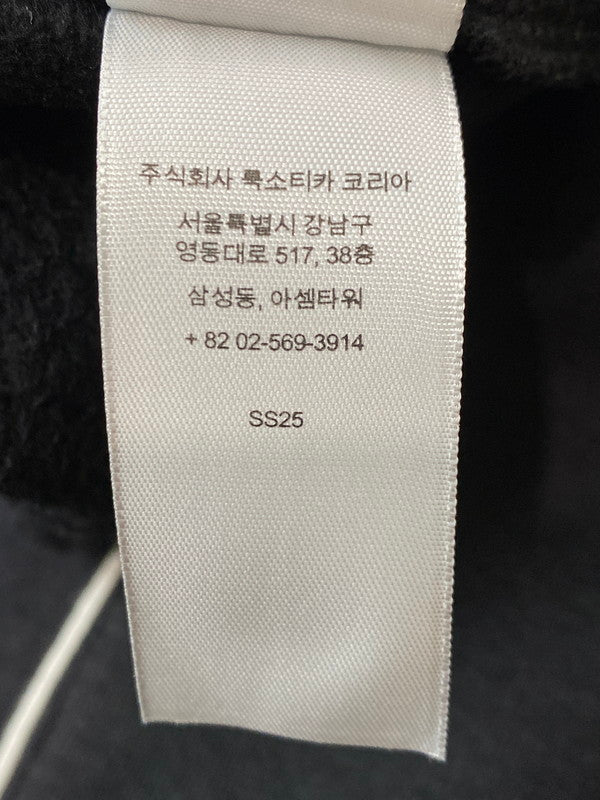 주식회사 룩소티카 코리아
서울특별시 강남구
영동대로 517, 38층
삼성동, 아셈타워
+ 82 02-569-3914
SS25